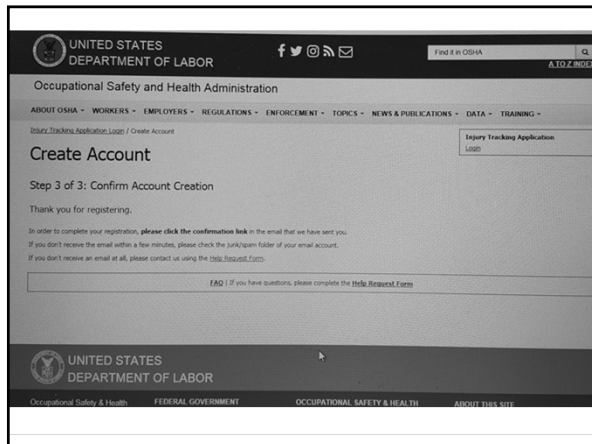 UNITED STATES
DEPARTMENT OF LABOR
Find it in OSHA
A TO Z INDEX
Occupational Safety and Health Administration
ABOUT OSHA WORKERS EMPLOYERS REGULATIONS ENFORCEMENT TOPICS NEWS & PUBLICATIONS DATA TRAINING
Injury Tracking Application Login / Create Account
Injury Tracking Application
Login
Create Account
Step 3 of 3: Confirm Account Creation
Thank you for registering.
In order to complete your registration, please click the confirmation link in the email that we have sent you.
If you don't receive the email within a few minutes, please check the junk/spam folder of your email account.
If you don't receive an email at all, please contact us using the Help Request Form.
FAQ | If you have questions, please complete the Help Request Form
UNITED STATES
DEPARTMENT OF LABOR
Occupational Safety & Health FEDERAL GOVERNMENT OCCUPATIONAL SAFETY & HEALTH ABOUT THIS SITE